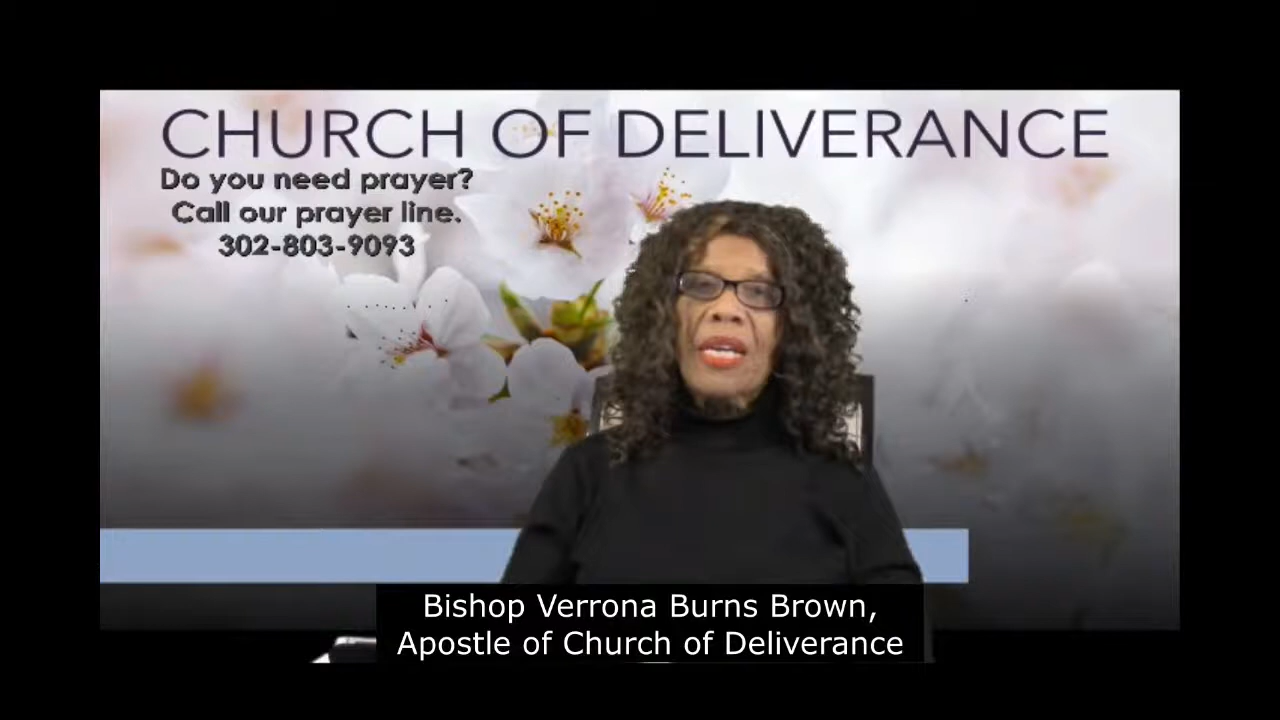 CHURCH OF DELIVERANCE
Do you need prayer?
Call our prayer line.
302-803-9093
Bishop Verrona Burns Brown,
Apostle of Church of Deliverance